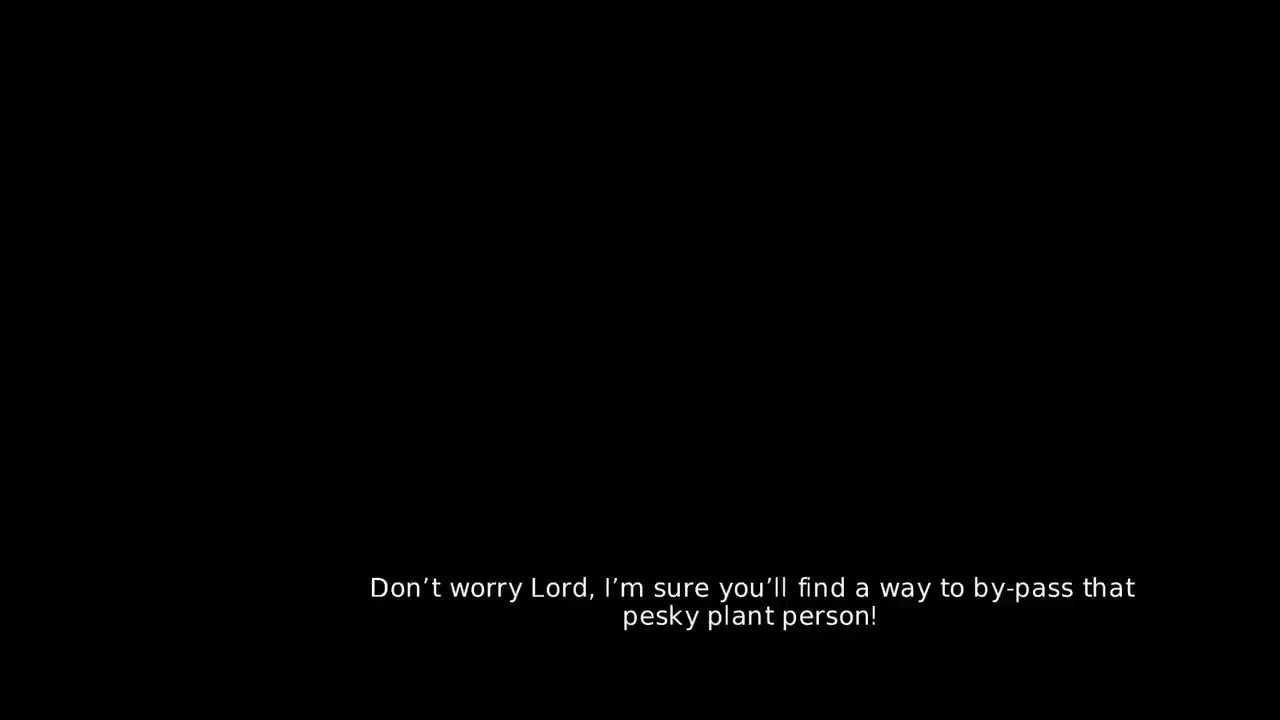 Don’t worry Lord, I’m sure you’ll find a way to by-pass that
pesky plant person!